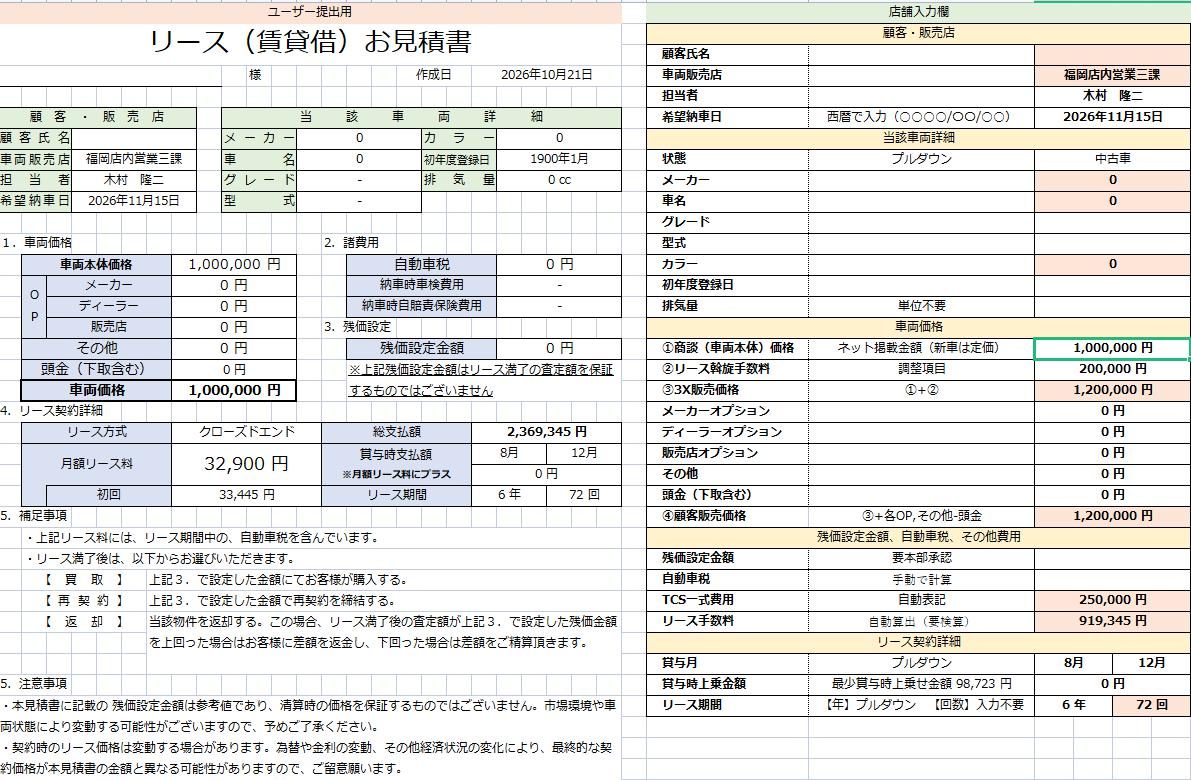 ユーザー提出用
リース（賃貸借）お見積書
様 作成日 2026年10月21日
顧 客 ・ 販 売 店 当 該 車 両 詳 細
顧客氏名 メーカー 0 カラー 0
車両販売店 福岡店内営業三課 車名 0 初年度登録日 1900年1月
担当者 木村 隆二 グレード - 排気量 0 cc
希望納車日 2026年11月15日 型式 -
1．車両価格 2．諸費用
車両本体価格 1,000,000 円 自動車税 0 円
OP メーカー 0 円 納車時車検費用 -
ディーラー 0 円 納車時自賠責保険費用 -
販売店 0 円 3．残価設定
その他 0 円 残価設定金額 0 円
頭金（下取含む） 0 円 ※上記残価設定金額はリース満了の査定額を保証
車両価格 1,000,000 円 するものではございません
4．リース契約詳細
リース方式 クローズドエンド 総支払額 2,369,345 円
月額リース料 32,900 円 賞与時支払額 8月 12月
※月額リース料にプラス 0 円
初回 33,445 円 リース期間 6 年 72 回
5．補足事項
・上記リース料には、リース期間中の、自動車税を含んでいます。
・リース満了後は、以下からお選びいただきます。
【 買 取 】 上記３．で設定した金額にてお客様が購入する。
【 再 契 約 】 上記３．で設定した金額で再契約を締結する。
【 返 却 】 当該物件を返却する。この場合、リース満了後の査定額が上記３．で設定した残価金額
を上回った場合はお客様に差額を返金し、下回った場合は差額をご精算頂きます。
5．注意事項
・本見積書に記載の 残価設定金額は参考値であり、清算時の価格を保証するものではございません。市場環境や車
両状態により変動する可能性がございますので、予めご了承ください。
・契約時のリース価格は変動する場合があります。為替や金利の変動、その他経済状況の変化により、最終的な契
約価格が本見積書の金額と異なる可能性がありますので、ご留意願います。
店舗入力欄
顧客・販売店
顧客氏名
車両販売店 福岡店内営業三課
担当者 木村 隆二
希望納車日 西暦で入力（○○○○/○○/○○） 2026年11月15日
当該車両詳細
状態 プルダウン 中古車
メーカー 0
車名 0
グレード
型式
カラー 0
初年度登録日
排気量 単位不要
車両価格
①商談（車両本体）価格 ネット掲載金額（新車は定価） 1,000,000 円
②リース斡旋手数料 調整項目 200,000 円
③3X販売価格 ①+② 1,200,000 円
メーカーオプション 0 円
ディーラーオプション 0 円
販売店オプション 0 円
その他 0 円
頭金（下取含む） 0 円
④顧客販売価格 ③+各OP,その他-頭金 1,200,000 円
残価設定金額、自動車税、その他費用
残価設定金額 要本部承認
自動車税 手動で計算
TCS一式費用 自動表記 250,000 円
リース手数料 自動算出（要検算） 919,345 円
リース契約詳細
賞与月 プルダウン 8月 12月
賞与時上乗金額 最少賞与時上乗せ金額 98,723 円 0 円
リース期間 【年】プルダウン 【回数】入力不要 6 年 72 回